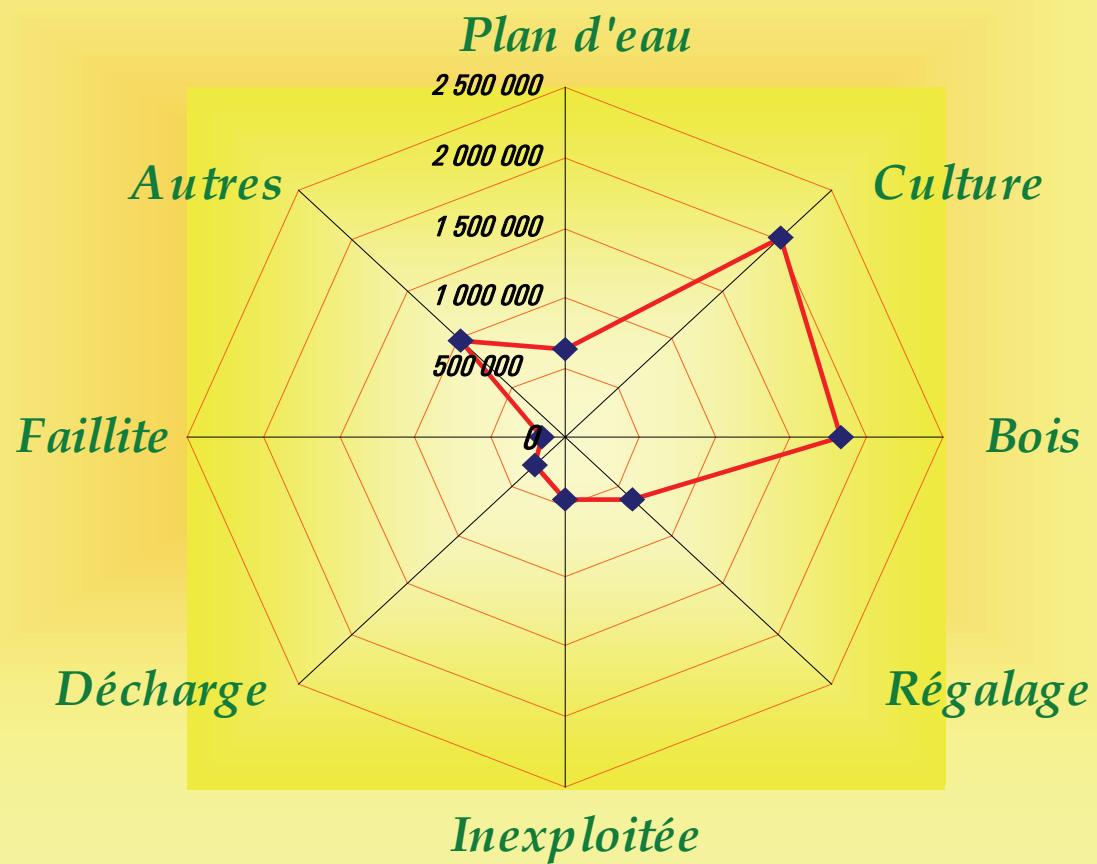 Plan d'eau
2 500 000
2 000 000
Autres
Culture
1 500 000
1 000 000
500 000
Faillite
0
Bois
Décharge
Régalage
Inexploitée